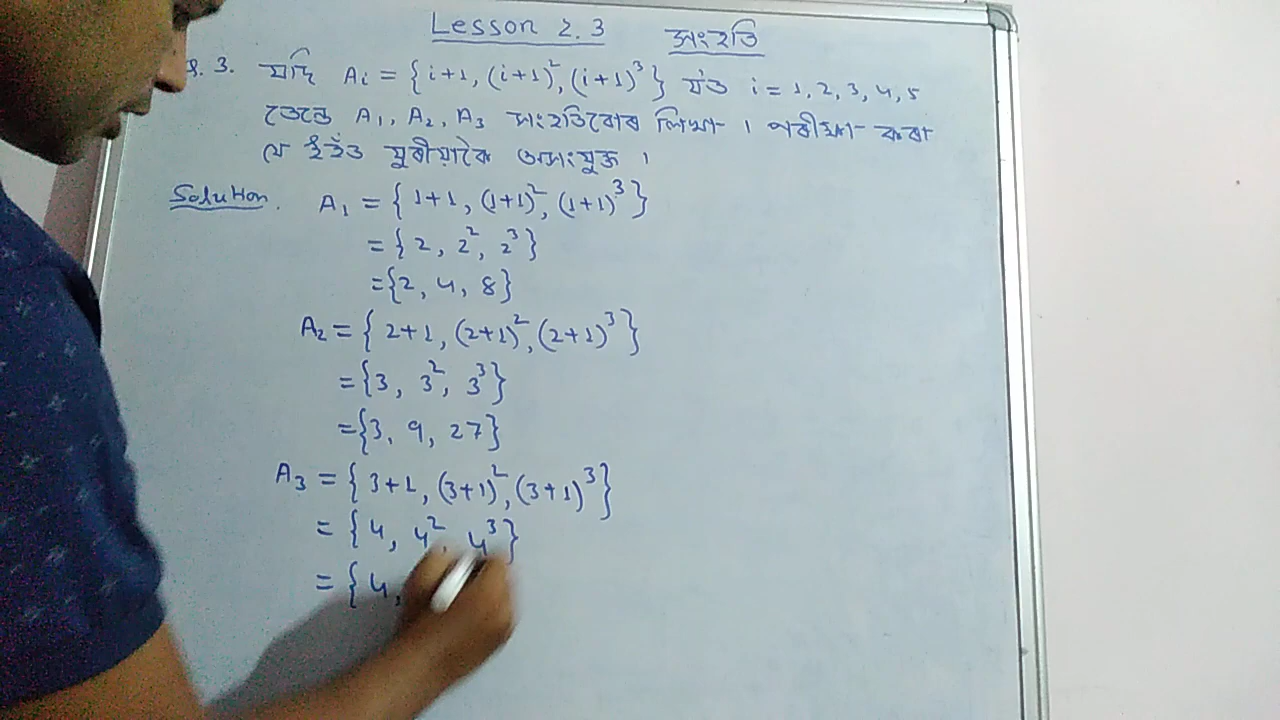 Lesson 2.3 সংহতি
Q. 3. যদি Ai = {i+1, (i+1)², (i+1)³} য'ত i = 1, 2, 3, 4, 5
তেন্তে A₁, A₂, A₃ সংহতিবোৰ লিখা । পৰীক্ষা কৰা
যে ইহঁত যুৰীয়াকৈ অসংযুক্ত ।
Solution. A₁ = {1+1, (1+1)², (1+1)³}
= {2, 2², 2³}
= {2, 4, 8}
A₂ = {2+1, (2+1)², (2+1)³}
= {3, 3², 3³}
= {3, 9, 27}
A₃ = {3+1, (3+1)², (3+1)³}
= {4, 4², 4³}
= {4,